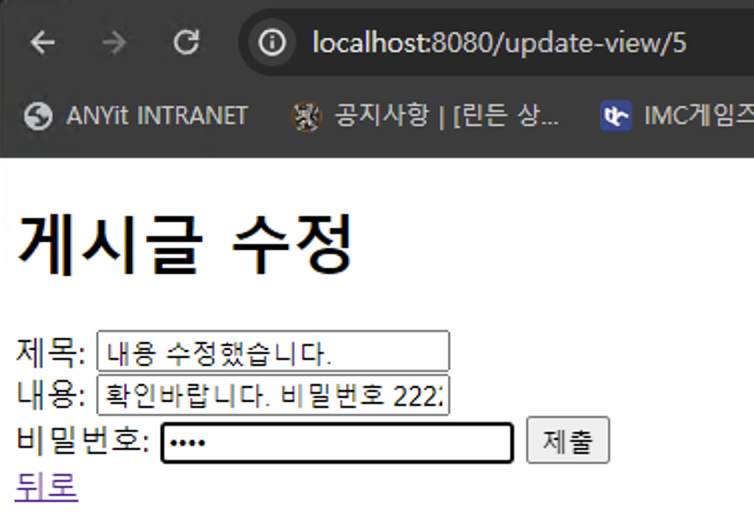 localhost:8080/update-view/5
ANYit INTRANET 공지사항 | [린든 상... IMC게임즈
게시글 수정
제목: 내용 수정했습니다.
내용: 확인바랍니다. 비밀번호 222
비밀번호: •••• 제출
뒤로